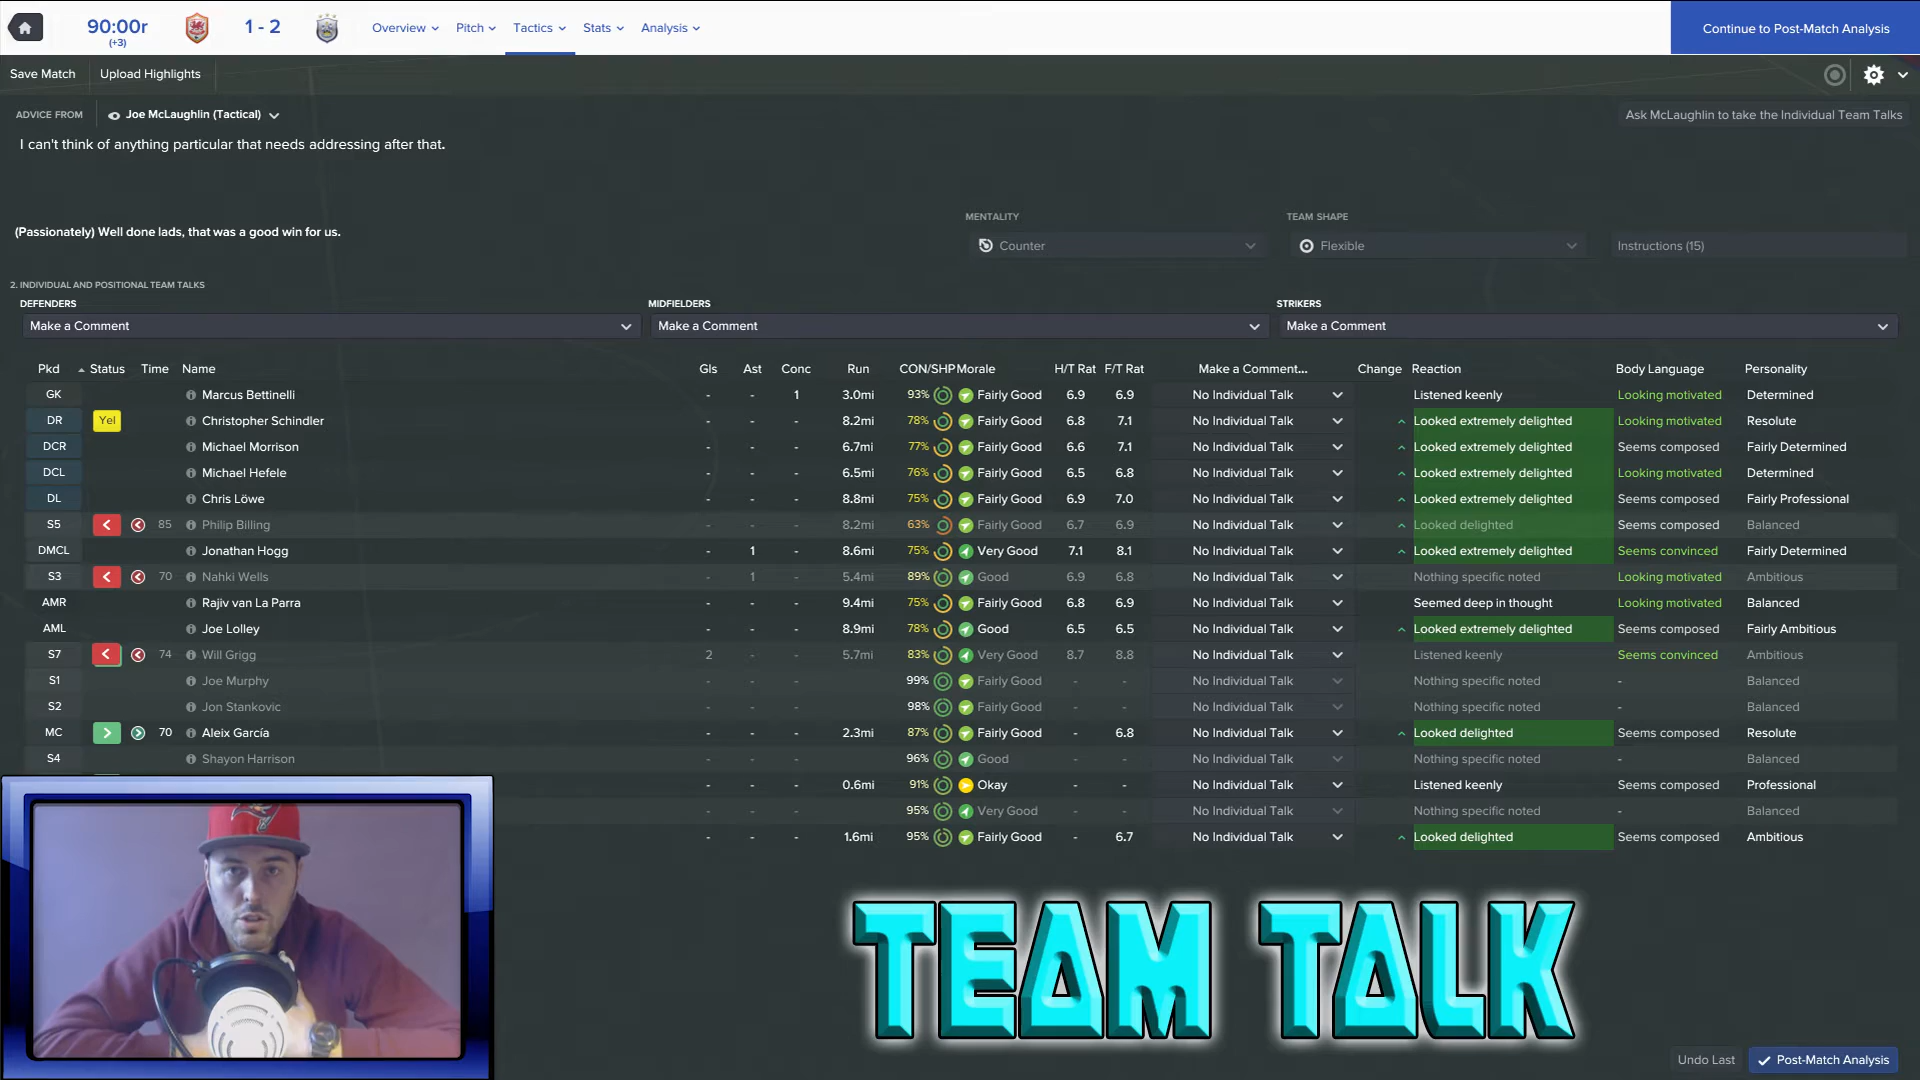 90:00r
(+3)
1 - 2
Overview
Pitch
Tactics
Stats
Analysis
Continue to Post-Match Analysis
Save Match
Upload Highlights
ADVICE FROM
Joe McLaughlin (Tactical)
Ask McLaughlin to take the Individual Team Talks
I can't think of anything particular that needs addressing after that.
MENTALITY
TEAM SHAPE
(Passionately) Well done lads, that was a good win for us.
Counter
Flexible
Instructions (15)
2. INDIVIDUAL AND POSITIONAL TEAM TALKS
DEFENDERS
MIDFIELDERS
STRIKERS
Make a Comment
Make a Comment
Make a Comment
Pkd Status Time Name Gls Ast Conc Run CON/SHP Morale H/T Rat F/T Rat Make a Comment... Change Reaction Body Language Personality
GK Marcus Bettinelli - - 1 3.0mi 93% Fairly Good 6.9 6.9 No Individual Talk Listened keenly Looking motivated Determined
DR Yel Christopher Schindler - - - 8.2mi 78% Fairly Good 6.8 7.1 No Individual Talk Looked extremely delighted Looking motivated Resolute
DCR Michael Morrison - - - 6.7mi 77% Fairly Good 6.6 7.1 No Individual Talk Looked extremely delighted Seems composed Fairly Determined
DCL Michael Hefele - - - 6.5mi 76% Fairly Good 6.5 6.8 No Individual Talk Looked extremely delighted Looking motivated Determined
DL Chris Löwe - - - 8.8mi 75% Fairly Good 6.9 7.0 No Individual Talk Looked extremely delighted Seems composed Fairly Professional
S5 85 Philip Billing - - - 8.2mi 63% Fairly Good 6.7 6.9 No Individual Talk Looked delighted Seems composed Balanced
DMCL Jonathan Hogg - 1 - 8.6mi 75% Very Good 7.1 8.1 No Individual Talk Looked extremely delighted Seems convinced Fairly Determined
S3 70 Nahki Wells - 1 - 5.4mi 89% Good 6.9 6.8 No Individual Talk Nothing specific noted Looking motivated Ambitious
AMR Rajiv van La Parra - - - 9.4mi 75% Fairly Good 6.8 6.9 No Individual Talk Seemed deep in thought Looking motivated Balanced
AML Joe Lolley - - - 8.9mi 78% Good 6.5 6.5 No Individual Talk Looked extremely delighted Seems composed Fairly Ambitious
S7 74 Will Grigg 2 - - 5.7mi 83% Very Good 8.7 8.8 No Individual Talk Listened keenly Seems convinced Ambitious
S1 Joe Murphy 99% Fairly Good - - No Individual Talk Nothing specific noted - Balanced
S2 Jon Stankovic 98% Fairly Good - - No Individual Talk Nothing specific noted - Balanced
MC 70 Aleix García - - - 2.3mi 87% Fairly Good - 6.8 No Individual Talk Looked delighted Seems composed Resolute
S4 Shayon Harrison 96% Good - - No Individual Talk Nothing specific noted - Balanced
- - - 0.6mi 91% Okay - - No Individual Talk Listened keenly Seems composed Professional
95% Very Good - - No Individual Talk Nothing specific noted - Balanced
- - - 1.6mi 95% Fairly Good - 6.7 No Individual Talk Looked delighted Seems composed Ambitious
TEAM TALK
Undo Last
Post-Match Analysis